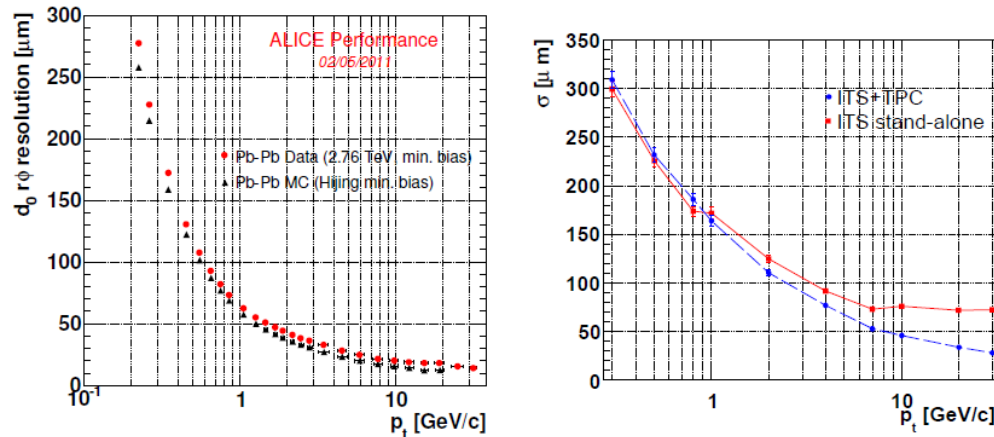 300
250
200
150
100
50
0
d₀ rϕ resolution [μm]
ALICE Performance
02/05/2011
Pb-Pb Data (2.76 TeV min. bias)
Pb-Pb MC (Hijing min. bias)
10⁻¹
1
10
pₜ [GeV/c]
350
300
250
200
150
100
50
0
σ [μ m]
ITS+TPC
ITS stand-alone
1
10
pₜ [GeV/c]